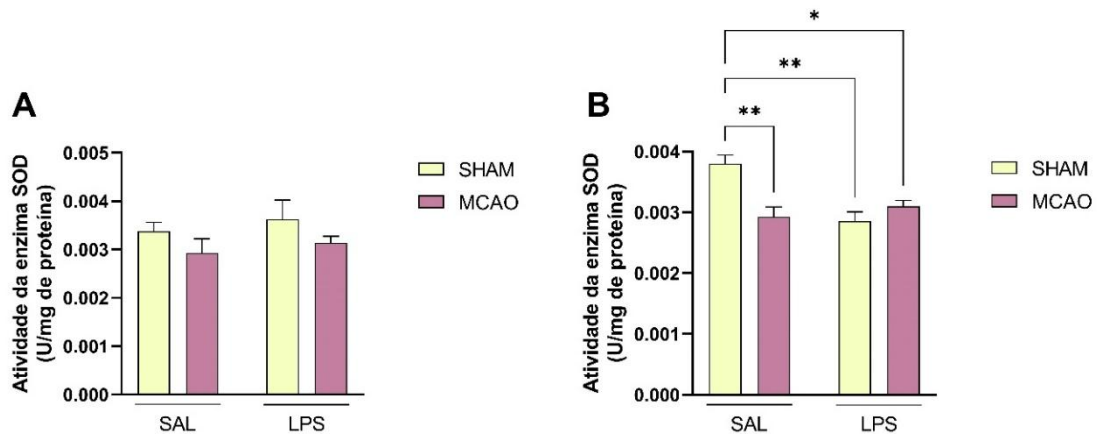 A
Atividade da enzima SOD
(U/mg de proteína)
0.005
0.004
0.003
0.002
0.001
0.000
SAL
LPS
SHAM
MCAO
B
Atividade da enzima SOD
(U/mg de proteína)
0.004
0.003
0.002
0.001
0.000
*
**
**
SAL
LPS
SHAM
MCAO